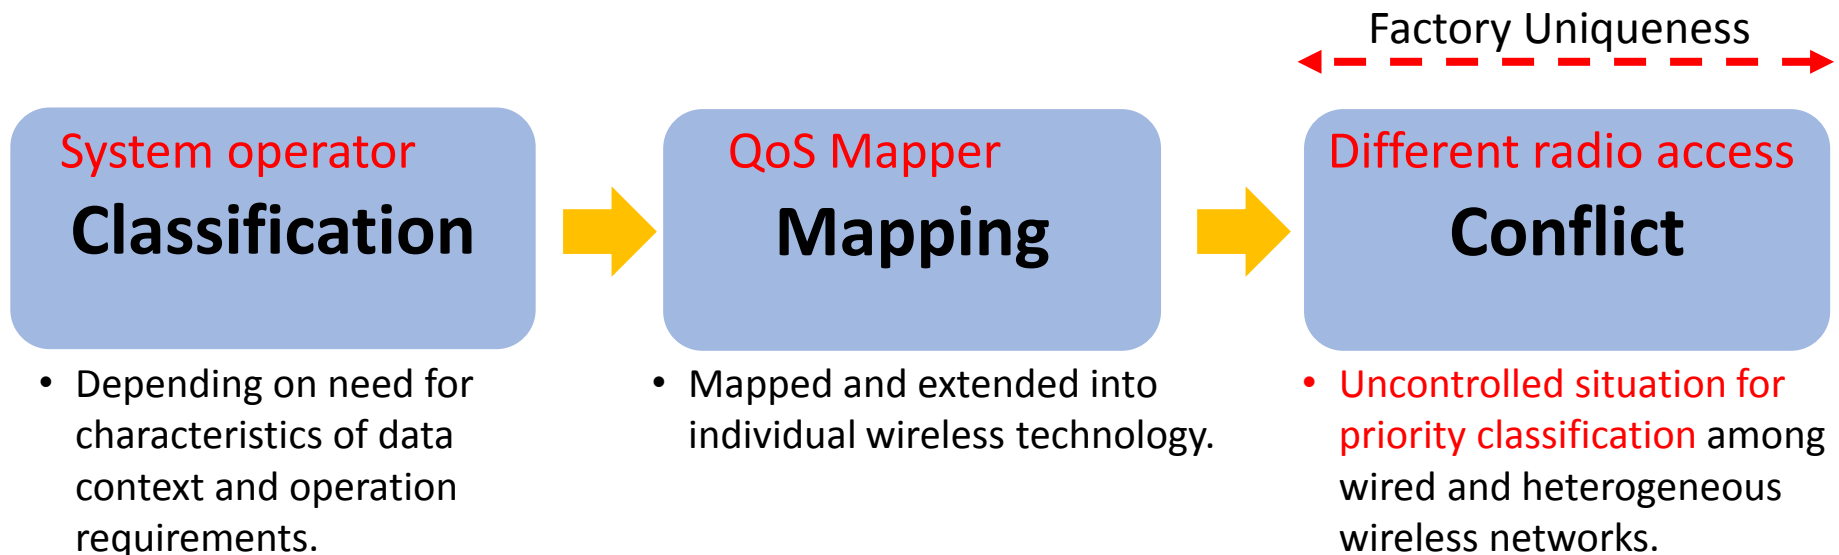 Factory Uniqueness
System operator
Classification
• Depending on need for
characteristics of data
context and operation
requirements.
QoS Mapper
Mapping
• Mapped and extended into
individual wireless technology.
Different radio access
Conflict
• Uncontrolled situation for
priority classification among
wired and heterogeneous
wireless networks.